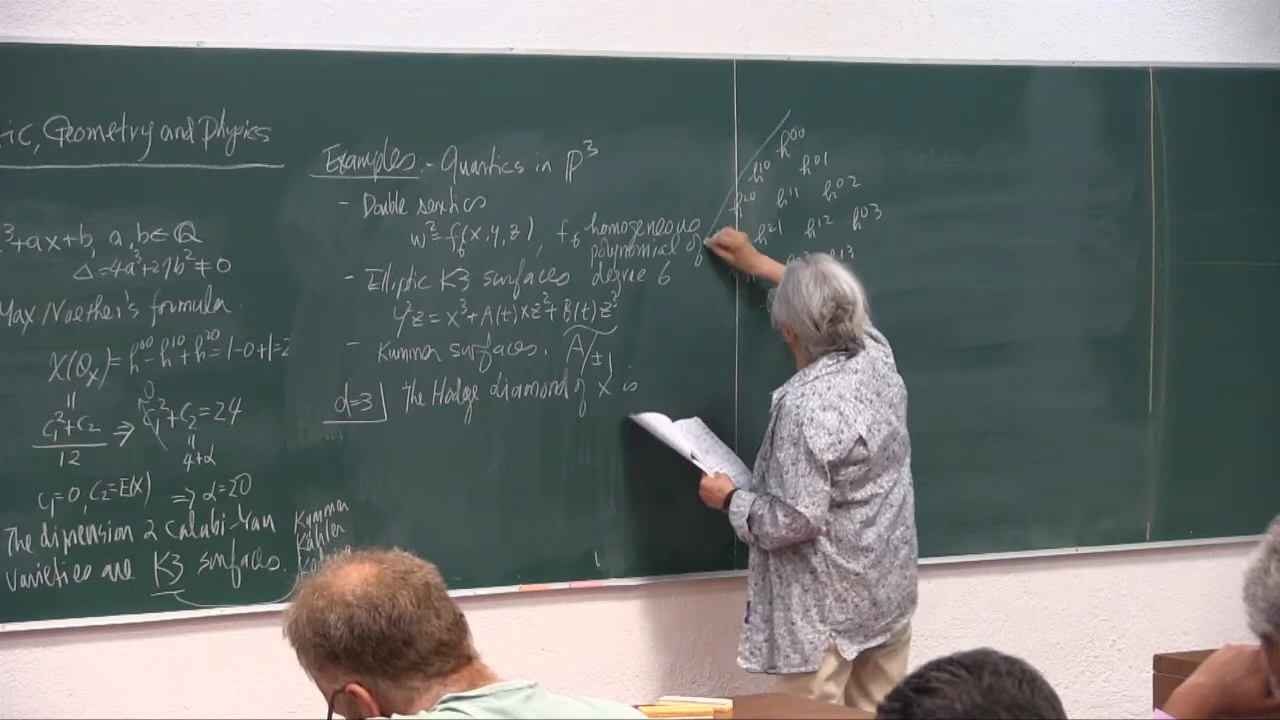 tic, Geometry and Physics
³+ax+b, a, b∈Q
Δ=4a³+27b²≠0
Max Noether's formula
χ(O_X)=h⁰⁰-h¹⁰+h²⁰=1-0+1=2
||
c₁²+c₂ / 12 ⇒ c₁²+c₂=24
0
||
4+α
c₁=0, c₂=E(X) ⇒ α=20
The dimension 2 Calabi-Yau
varieties are K3 surfaces.
Kummer
Kähler
Examples.- Quartics in P³
- Double sextics
w²=f₆(x,y,z), f₆ homogeneous
polynomial of
degree 6
- Elliptic K3 surfaces
y²z=x³+A(t)xz²+B(t)z³
- Kummer surfaces. A/±1
d=3 The Hodge diamond of X is
h⁰⁰
h¹⁰ h⁰¹
h²⁰ h¹¹ h⁰²
h²¹ h¹² h⁰³